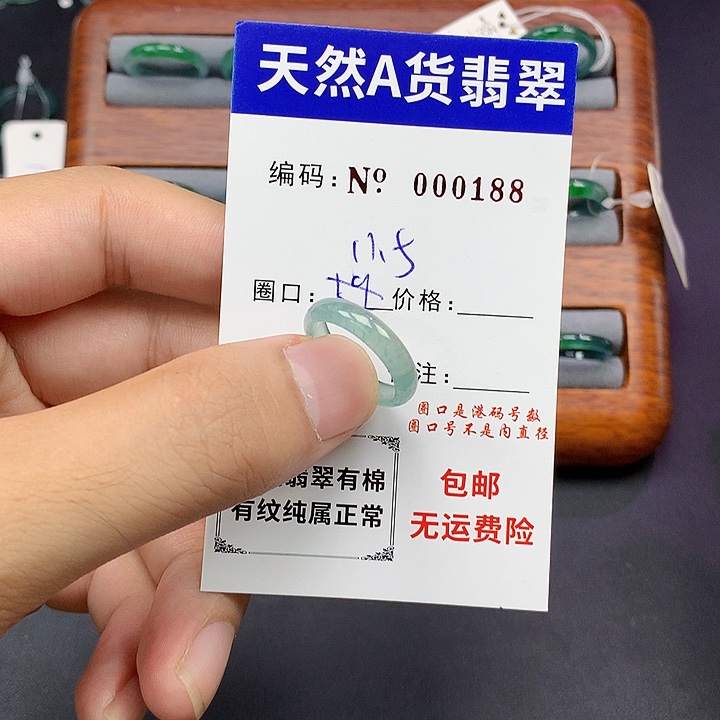 天然A货翡翠
编码: Nº 000188
11.5
圈口: 价格:
注:
圈口是港码号数
圈口号不是内直径
翡翠有棉
有纹纯属正常
包邮
无运费险